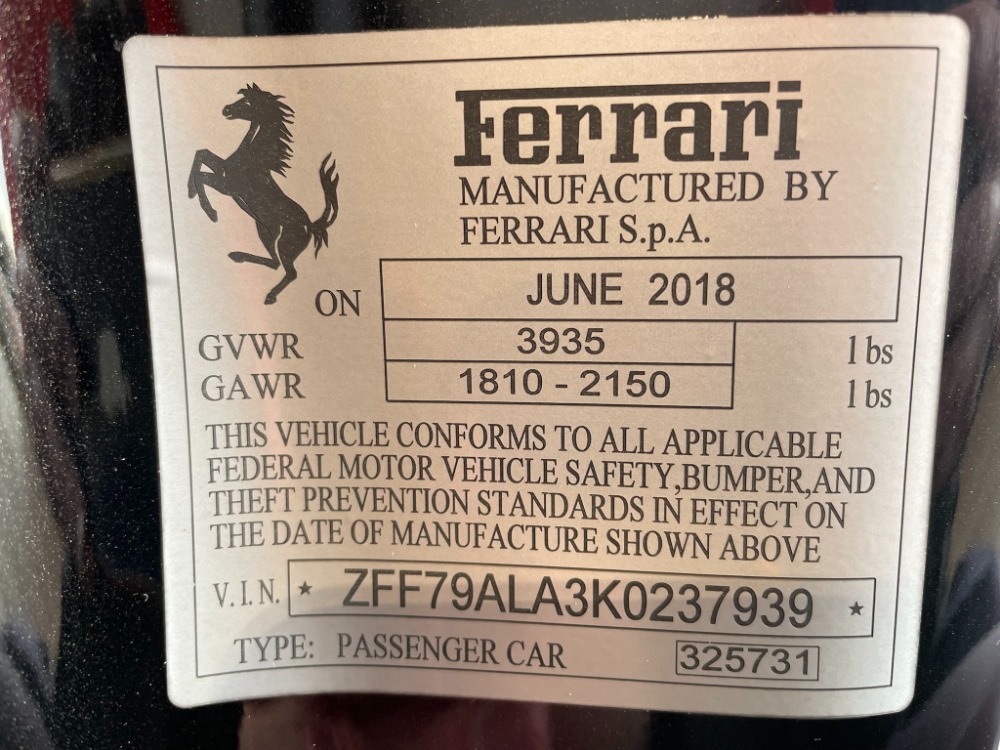 Ferrari
MANUFACTURED BY
FERRARI S.p.A.
ON JUNE 2018
GVWR 3935 lbs
GAWR 1810 - 2150 lbs
THIS VEHICLE CONFORMS TO ALL APPLICABLE
FEDERAL MOTOR VEHICLE SAFETY,BUMPER,AND
THEFT PREVENTION STANDARDS IN EFFECT ON
THE DATE OF MANUFACTURE SHOWN ABOVE
V.I.N. * ZFF79ALA3K0237939 *
TYPE: PASSENGER CAR 325731